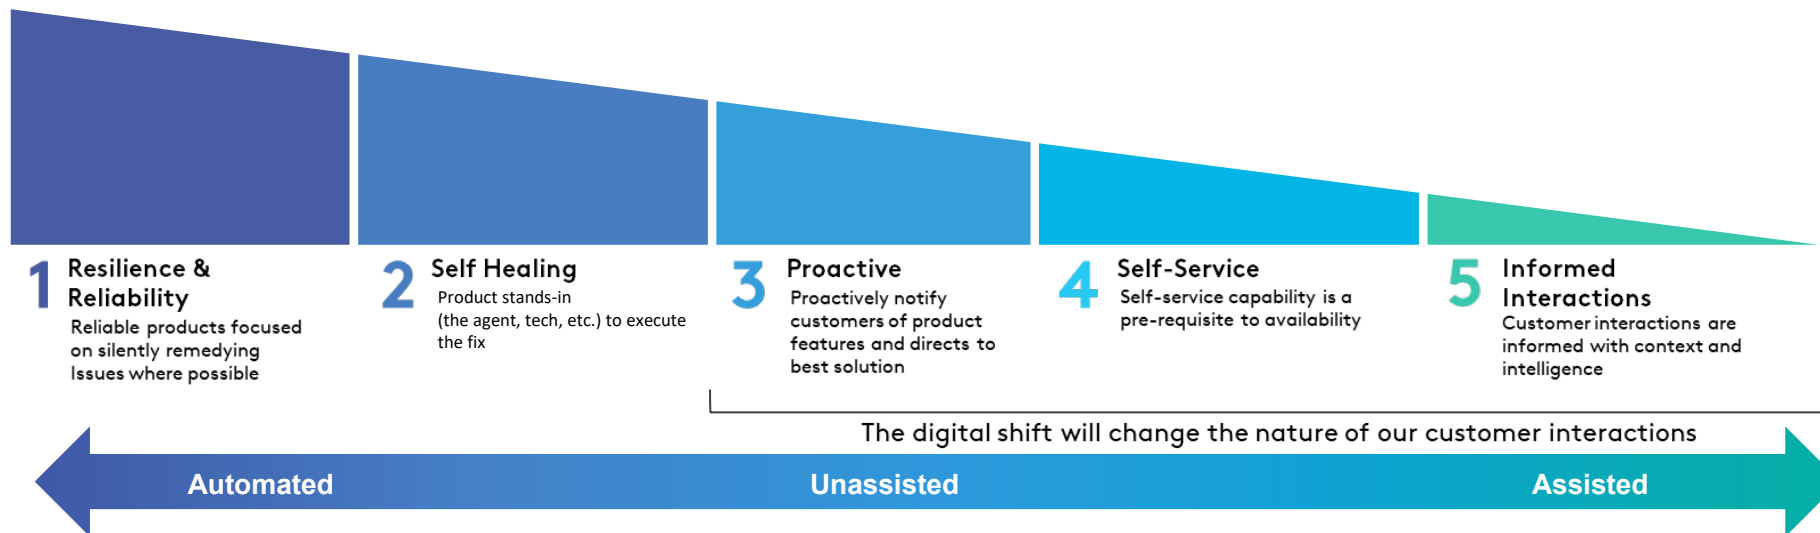 1
Resilience &
Reliability
Reliable products focused
on silently remedying
Issues where possible
2
Self Healing
Product stands-in
(the agent, tech, etc.) to execute
the fix
3
Proactive
Proactively notify
customers of product
features and directs to
best solution
4
Self-Service
Self-service capability is a
pre-requisite to availability
5
Informed
Interactions
Customer interactions are
informed with context and
intelligence
The digital shift will change the nature of our customer interactions
Automated
Unassisted
Assisted